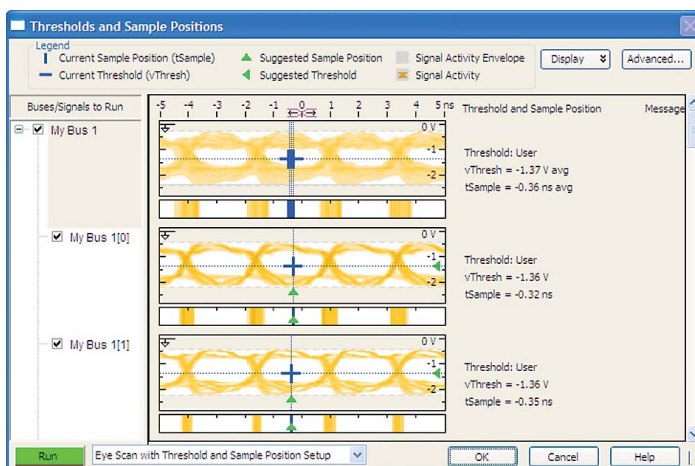 Thresholds and Sample Positions
Legend
Current Sample Position (tSample)
Suggested Sample Position
Signal Activity Envelope
Current Threshold (vThresh)
Suggested Threshold
Signal Activity
Display
Advanced...
Buses/Signals to Run
-5 -4 -3 -2 -1 0 1 2 3 4 5 ns
Threshold and Sample Position
Message
My Bus 1
0 V
-1
-2
Threshold: User
vThresh = -1.37 V avg
tSample = -0.36 ns avg
My Bus 1[0]
0 V
-1
-2
Threshold: User
vThresh = -1.36 V
tSample = -0.32 ns
My Bus 1[1]
0 V
-1
-2
Threshold: User
vThresh = -1.36 V
tSample = -0.35 ns
Run
Eye Scan with Threshold and Sample Position Setup
OK
Cancel
Help